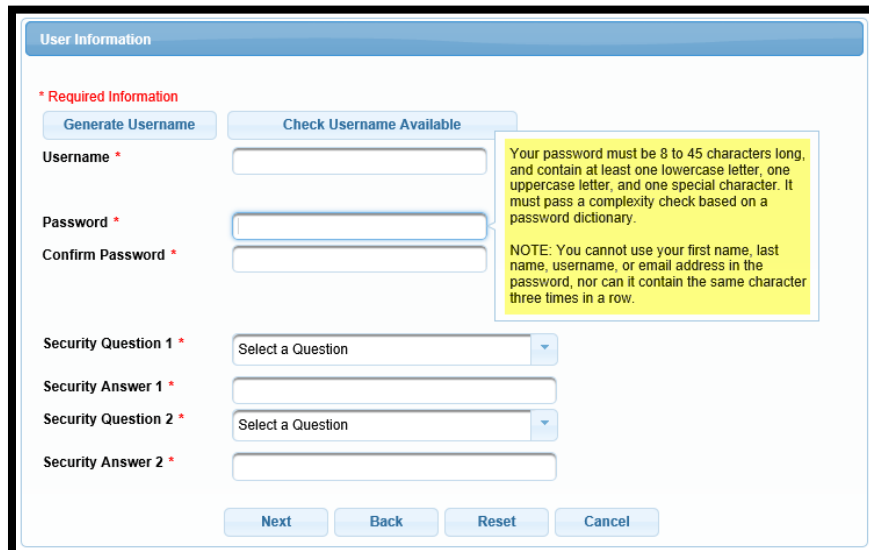 User Information
* Required Information
Generate Username
Check Username Available
Username *
Your password must be 8 to 45 characters long,
and contain at least one lowercase letter, one
uppercase letter, and one special character. It
must pass a complexity check based on a
password dictionary.
NOTE: You cannot use your first name, last
name, username, or email address in the
password, nor can it contain the same character
three times in a row.
Password *
Confirm Password *
Security Question 1 *
Select a Question
Security Answer 1 *
Security Question 2 *
Select a Question
Security Answer 2 *
Next
Back
Reset
Cancel